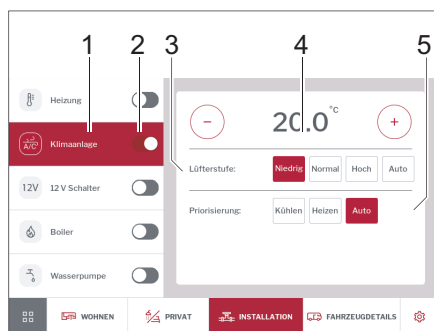 1 2 3 4 5
Heizung
A/C Klimaanlage
12V 12 V Schalter
Boiler
Wasserpumpe
− 20.0 °C +
Lüfterstufe: Niedrig Normal Hoch Auto
Priorisierung: Kühlen Heizen Auto
WOHNEN PRIVAT INSTALLATION FAHRZEUGDETAILS